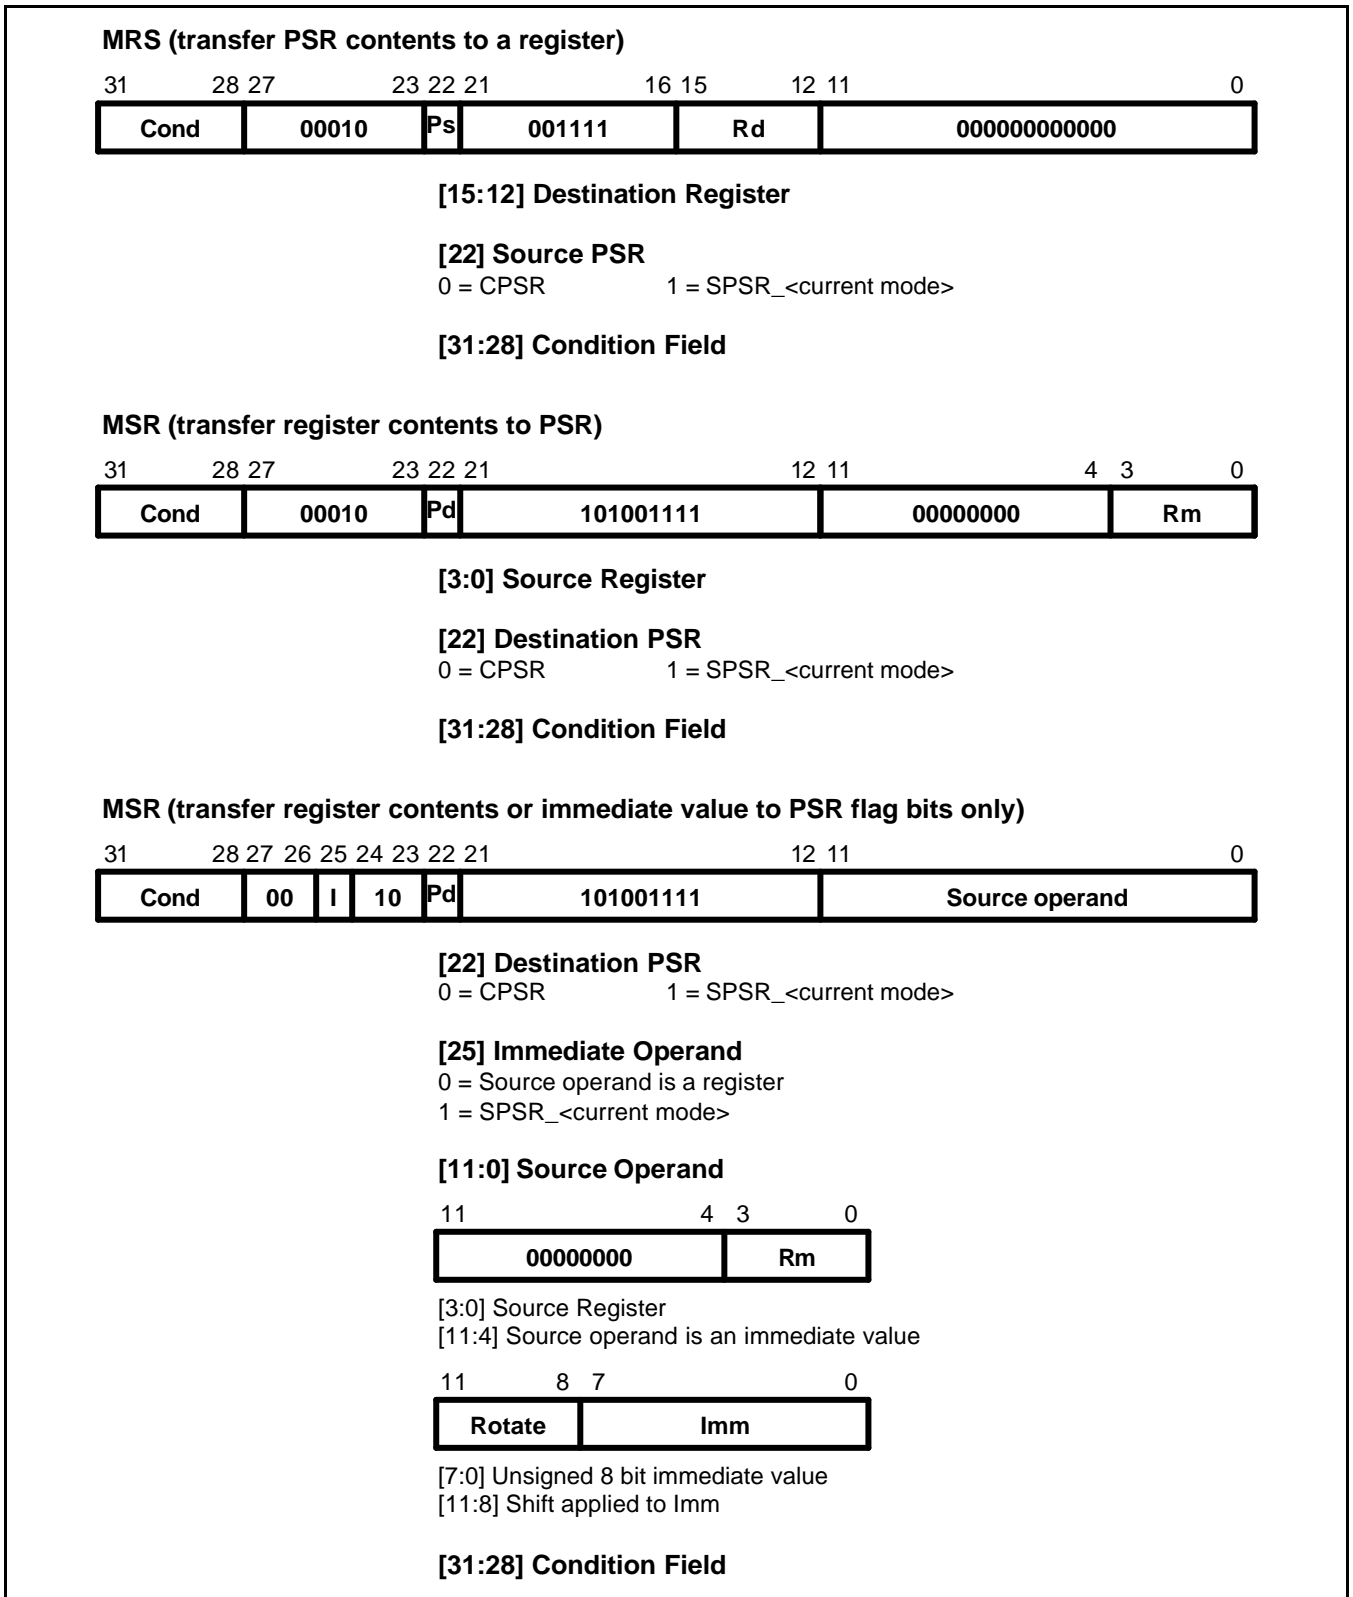 MRS (transfer PSR contents to a register)
31 28 27 23 22 21 16 15 12 11 0
Cond 00010 Ps 001111 Rd 000000000000
[15:12] Destination Register
[22] Source PSR
0 = CPSR 1 = SPSR_<current mode>
[31:28] Condition Field
MSR (transfer register contents to PSR)
31 28 27 23 22 21 12 11 4 3 0
Cond 00010 Pd 101001111 00000000 Rm
[3:0] Source Register
[22] Destination PSR
0 = CPSR 1 = SPSR_<current mode>
[31:28] Condition Field
MSR (transfer register contents or immediate value to PSR flag bits only)
31 28 27 26 25 24 23 22 21 12 11 0
Cond 00 I 10 Pd 101001111 Source operand
[22] Destination PSR
0 = CPSR 1 = SPSR_<current mode>
[25] Immediate Operand
0 = Source operand is a register
1 = SPSR_<current mode>
[11:0] Source Operand
11 4 3 0
00000000 Rm
[3:0] Source Register
[11:4] Source operand is an immediate value
11 8 7 0
Rotate Imm
[7:0] Unsigned 8 bit immediate value
[11:8] Shift applied to Imm
[31:28] Condition Field